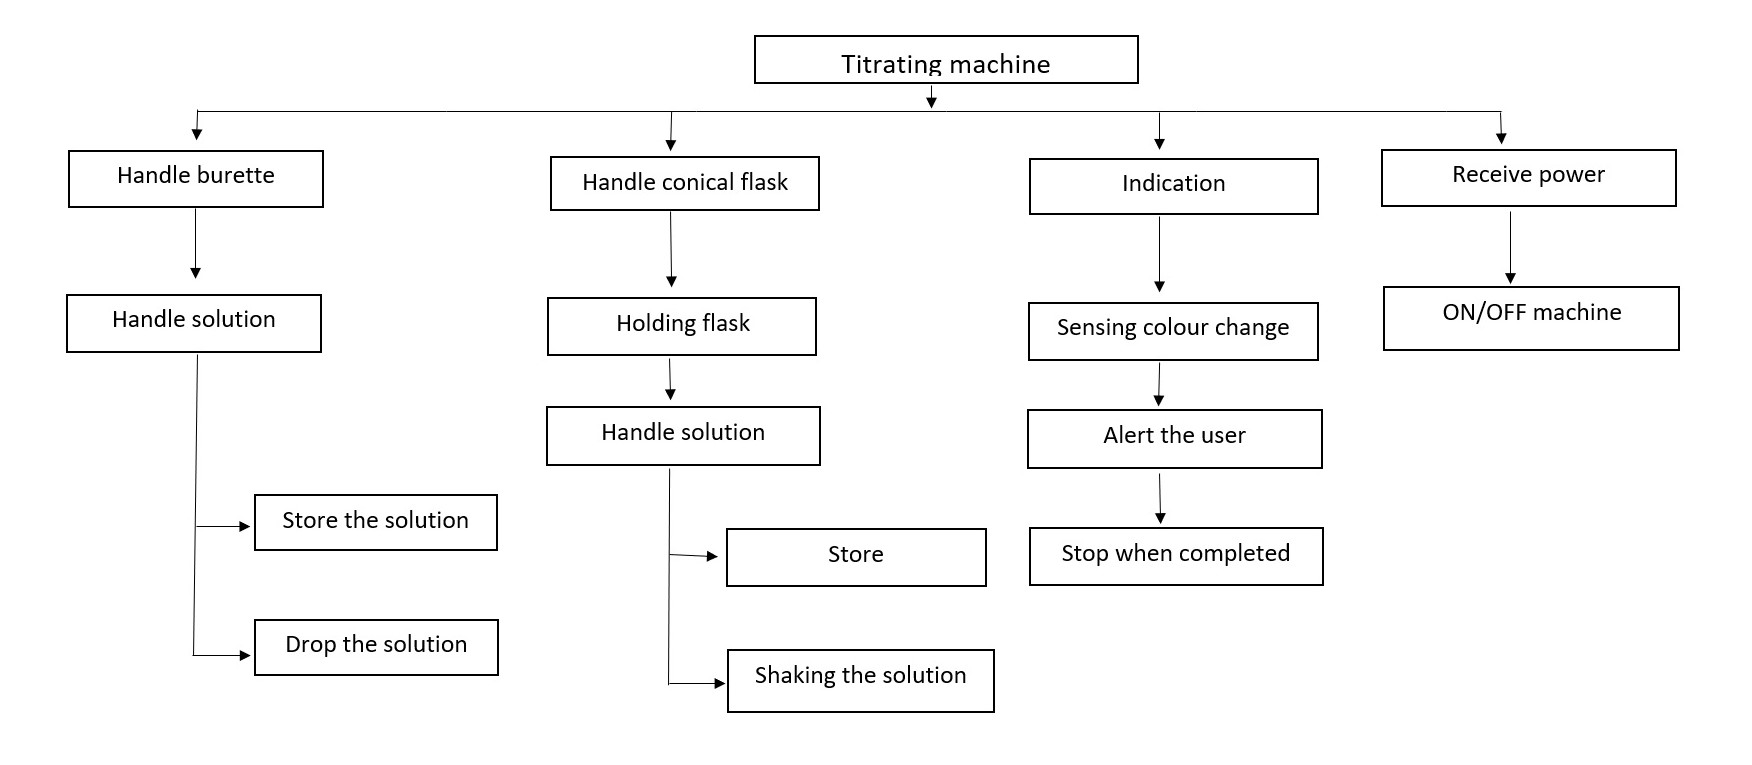 Titrating machine
Handle burette
Handle conical flask
Indication
Receive power
Handle solution
Holding flask
Sensing colour change
ON/OFF machine
Handle solution
Alert the user
Store the solution
Store
Stop when completed
Drop the solution
Shaking the solution